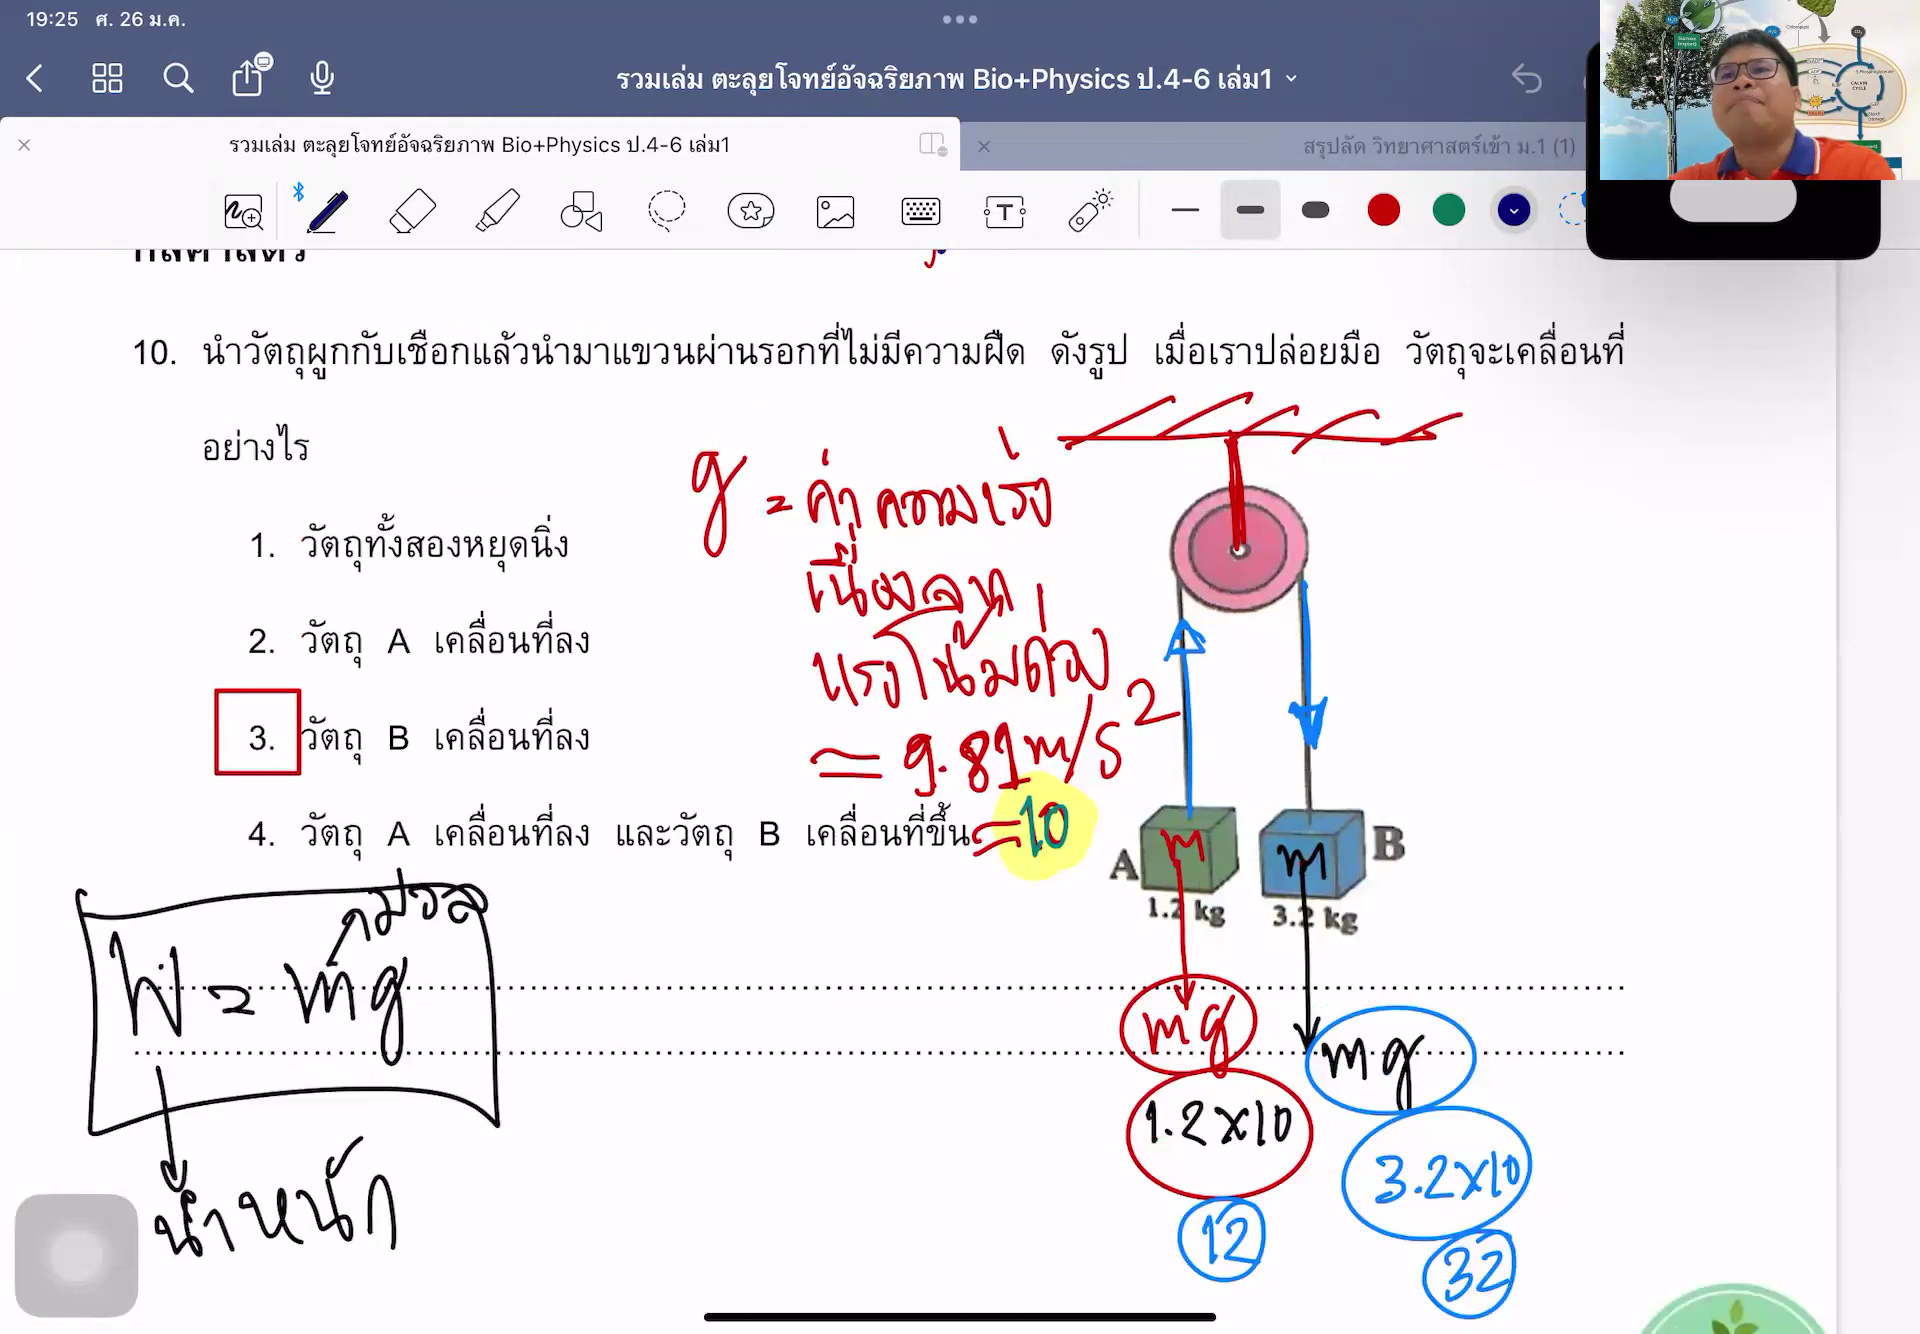 19:25 ศ. 26 ม.ค.
รวมเล่ม ตะลุยโจทย์อัจฉริยภาพ Bio+Physics ป.4-6 เล่ม1
รวมเล่ม ตะลุยโจทย์อัจฉริยภาพ Bio+Physics ป.4-6 เล่ม1
สรุปลัด วิทยาศาสตร์เข้า ม.1 (1)
10. นำวัตถุผูกกับเชือกแล้วนำมาแขวนผ่านรอกที่ไม่มีความฝืด ดังรูป เมื่อเราปล่อยมือ วัตถุจะเคลื่อนที่
อย่างไร
g = ค่าความเร่ง
เนื่องจาก
แรงโน้มถ่วง
≈ 9.81 m/s²
≈ 10
1. วัตถุทั้งสองหยุดนิ่ง
2. วัตถุ A เคลื่อนที่ลง
3. วัตถุ B เคลื่อนที่ลง
4. วัตถุ A เคลื่อนที่ลง และวัตถุ B เคลื่อนที่ขึ้น
m m
A B
1.2 kg 3.2 kg
มวล
W = mg
น้ำหนัก
mg mg
1.2×10 3.2×10
12 32